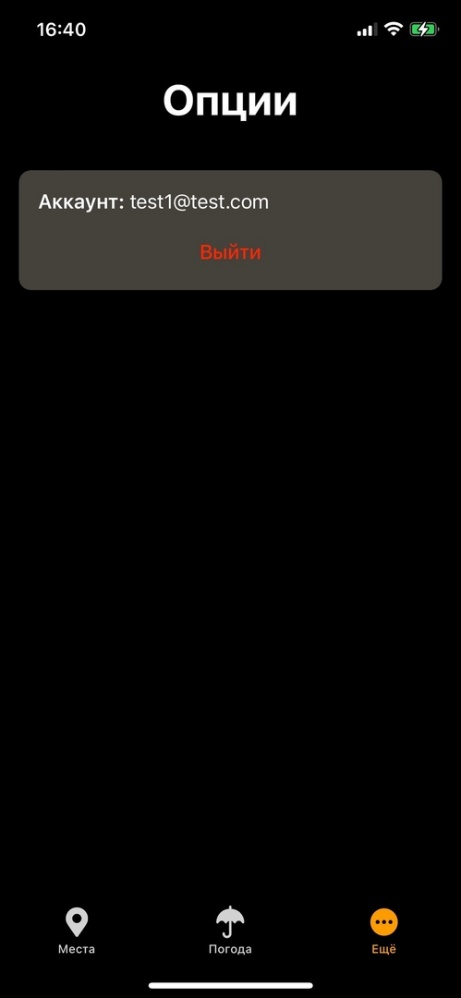 16:40
Опции
Аккаунт: test1@test.com
Выйти
Места
Погода
Ещё